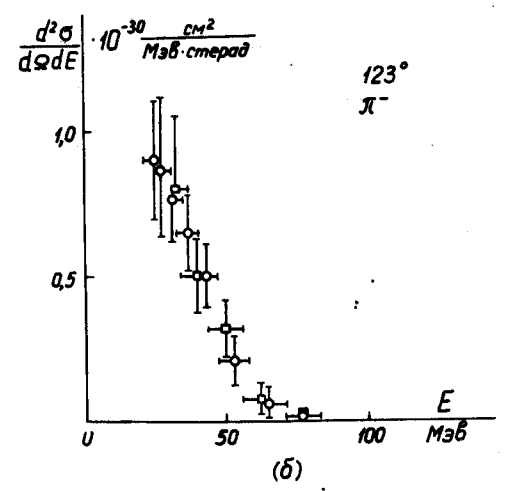 d²σ
dΩdE · 10⁻³⁰ см²
Мэв·стерад
123°
π⁻
1,0
0,5
0
50
100
E
Мэв
(б)